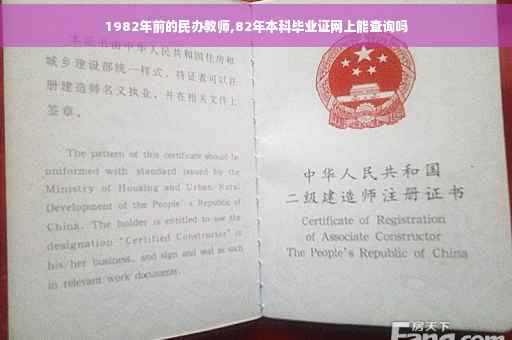 1982年前的民办教师,82年本科毕业证网上能查询吗
本证书由中华人民共和国住房和
城乡建设部统一样式，持证者可以注
册建造师名义执业，并在相关文件上
签章。
The pattern of this certificate should be
uniformed with standard issued by the
Ministry of Housing and Urban Rural
Development of the People's Republic of
China. The holder is entitled to use the
designation "Certified Constructor" in
his/her business, and sign and seal as such
in relevant work documents.
中华人民共和国
二级建造师注册证书
Certificate of Registration
of Associate Constructor
The People's Republic of China
房天下
Fang.com